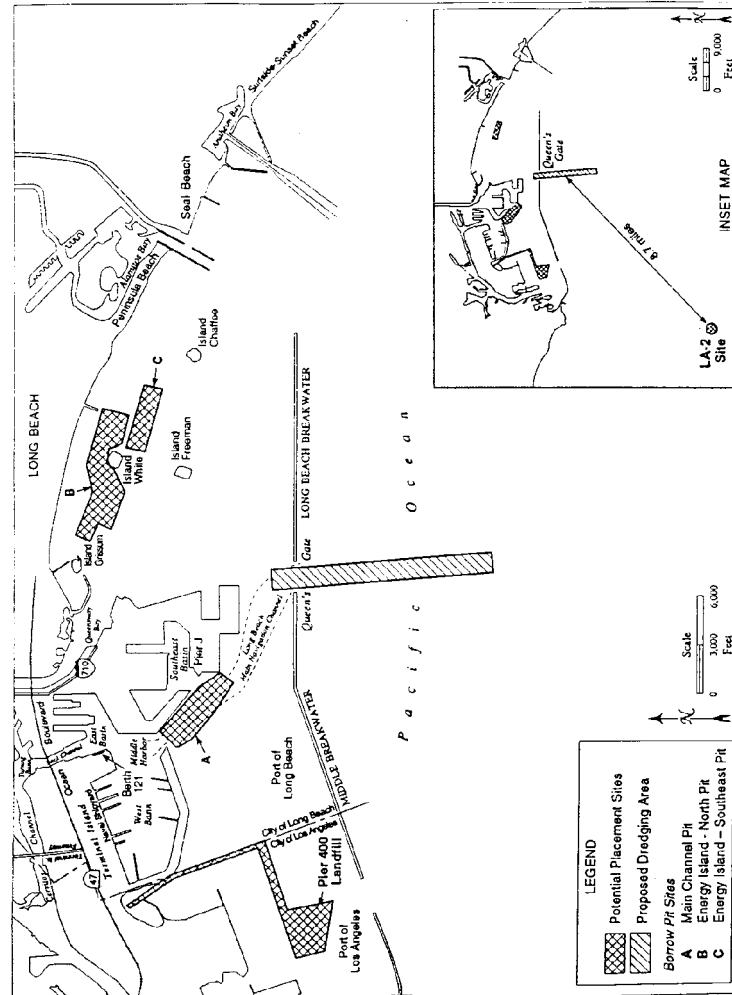 LONG BEACH
Seal Beach
Surfside-Sunset Beach
Anaheim Bay
Alamitos Bay
Peninsula Beach
Island
Chaffee
C
B
Island
White
Island
Freeman
Island
Grissom
Queensway
Bay
710
Southeast
Basin
Pier J
Long Beach
Main Navigation Channel
Queen's Gate
LONG BEACH BREAKWATER
Pacific Ocean
MIDDLE BREAKWATER
Port of
Long Beach
A
Middle
Harbor
East Basin
Berth
121
West
Basin
Ocean Boulevard
Terminal Island
Naval Shipyard
47
Channel
City of Long Beach
City of Los Angeles
Pier 400
Landfill
Port of
Los Angeles
N
Scale
0 3,000 6,000
Feet
LEGEND
Potential Placement Sites
Proposed Dredging Area
Borrow Pit Sites
A Main Channel Pit
B Energy Island - North Pit
C Energy Island – Southeast Pit
Queen's
Gate
8.7 miles
LA-2
Site
N
Scale
0 9,000
Feet
INSET MAP